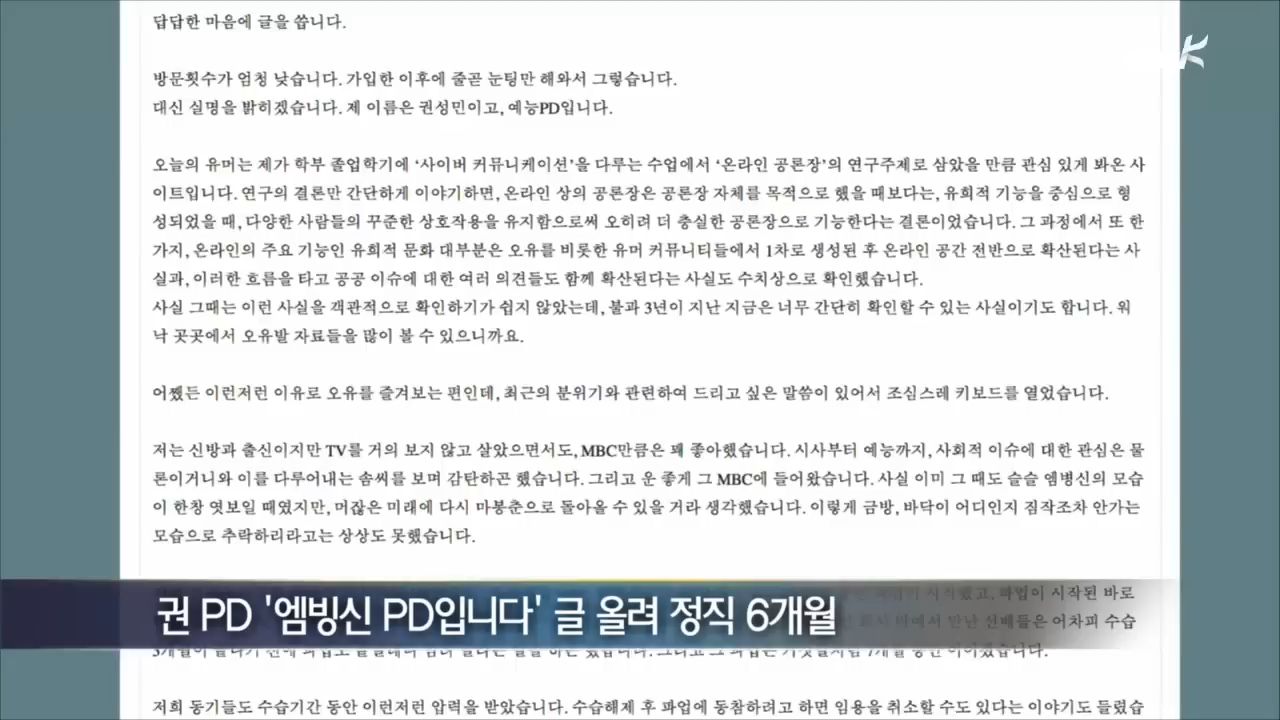 답답한 마음에 글을 씁니다.
방문횟수가 엄청 낮습니다. 가입한 이후에 줄곧 눈팅만 해와서 그렇습니다.
대신 실명을 밝히겠습니다. 제 이름은 권성민이고, 예능PD입니다.
오늘의 유머는 제가 학부 졸업학기에 ‘사이버 커뮤니케이션’을 다루는 수업에서 ‘온라인 공론장’의 연구주제로 삼았을 만큼 관심 있게 봐온 사
이트입니다. 연구의 결론만 간단하게 이야기하면, 온라인 상의 공론장은 공론장 자체를 목적으로 했을 때보다는, 유희적 기능을 중심으로 형
성되었을 때, 다양한 사람들의 꾸준한 상호작용을 유지함으로써 오히려 더 충실한 공론장으로 기능한다는 결론이었습니다. 그 과정에서 또 한
가지, 온라인의 주요 기능인 유희적 문화 대부분은 오유를 비롯한 유머 커뮤니티들에서 1차로 생성된 후 온라인 공간 전반으로 확산된다는 사
실과, 이러한 흐름을 타고 공공 이슈에 대한 여러 의견들도 함께 확산된다는 사실도 수치상으로 확인했습니다.
사실 그때는 이런 사실을 객관적으로 확인하기가 쉽지 않았는데, 불과 3년이 지난 지금은 너무 간단히 확인할 수 있는 사실이기도 합니다. 워
낙 곳곳에서 오유발 자료들을 많이 볼 수 있으니까요.
어쨌든 이런저런 이유로 오유를 즐겨보는 편인데, 최근의 분위기와 관련하여 드리고 싶은 말씀이 있어서 조심스레 키보드를 열었습니다.
저는 신방과 출신이지만 TV를 거의 보지 않고 살았으면서도, MBC만큼은 꽤 좋아했습니다. 시사부터 예능까지, 사회적 이슈에 대한 관심은 물
론이거니와 이를 다루어내는 솜씨를 보며 감탄하곤 했습니다. 그리고 운 좋게 그 MBC에 들어왔습니다. 사실 이미 그 때도 슬슬 엠병신의 모습
이 한창 엿보일 때였지만, 머잖은 미래에 다시 마봉춘으로 돌아올 수 있을 거라 생각했습니다. 이렇게 금방, 바닥이 어디인지 짐작조차 안가는
모습으로 추락하리라고는 상상도 못했습니다.
시작했고, 파업이 시작된 바로
만난 선배들은 어차피 수습
권 PD '엠빙신 PD입니다' 글 올려 정직 6개월
저희 동기들도 수습기간 동안 이런저런 압력을 받았습니다. 수습해제 후 파업에 동참하려고 하면 임용을 취소할 수도 있다는 이야기도 들렸습